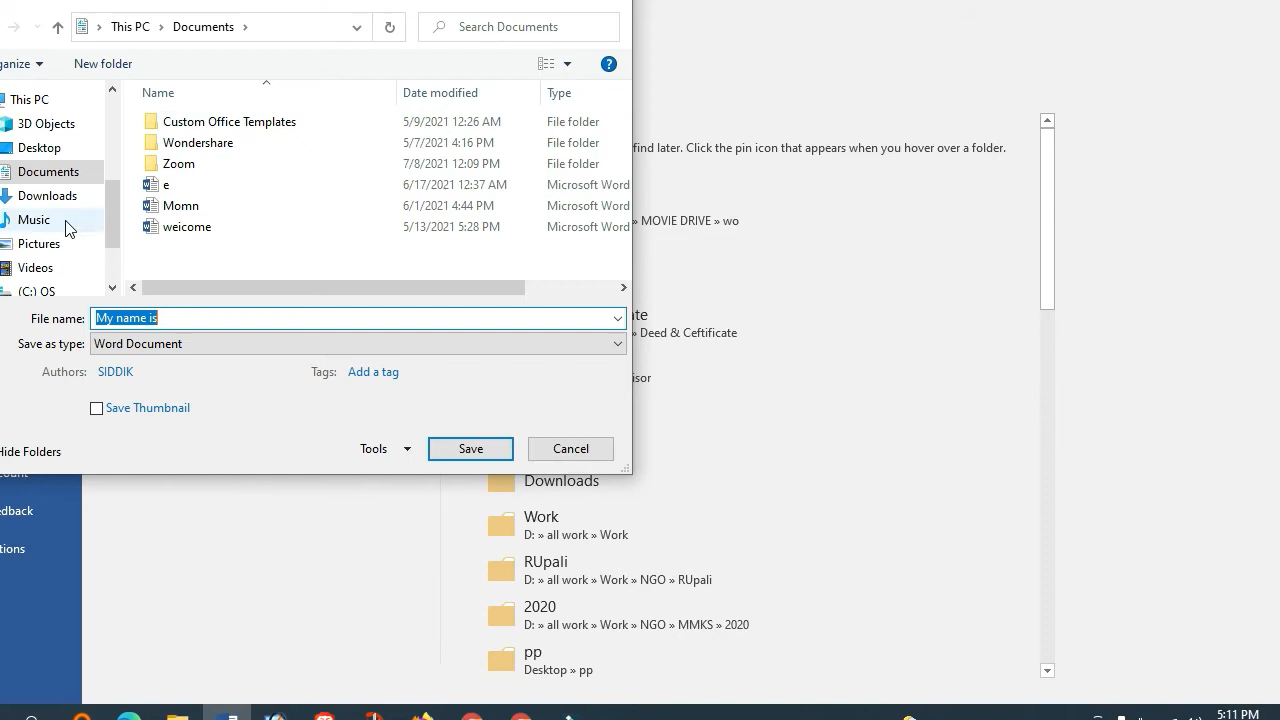 This PC › Documents ›
Search Documents
anize
New folder
Name
Date modified
Type
This PC
3D Objects
Desktop
Documents
Downloads
Music
Pictures
Videos
(C:) OS
Custom Office Templates 5/9/2021 12:26 AM File folder
Wondershare 5/7/2021 4:16 PM File folder
Zoom 7/8/2021 12:09 PM File folder
e 6/17/2021 12:37 AM Microsoft Word
Momn 6/1/2021 4:44 PM Microsoft Word
weicome 5/13/2021 5:28 PM Microsoft Word
File name: My name is
Save as type: Word Document
Authors: SIDDIK
Tags: Add a tag
Save Thumbnail
Hide Folders
Tools
Save
Cancel
find later. Click the pin icon that appears when you hover over a folder.
» MOVIE DRIVE » wo
ate
» Deed & Ceftificate
isor
Downloads
Work
D: » all work » Work
RUpali
D: » all work » Work » NGO » RUpali
2020
D: » all work » Work » NGO » MMKS » 2020
pp
Desktop » pp
count
edback
tions
5:11 PM